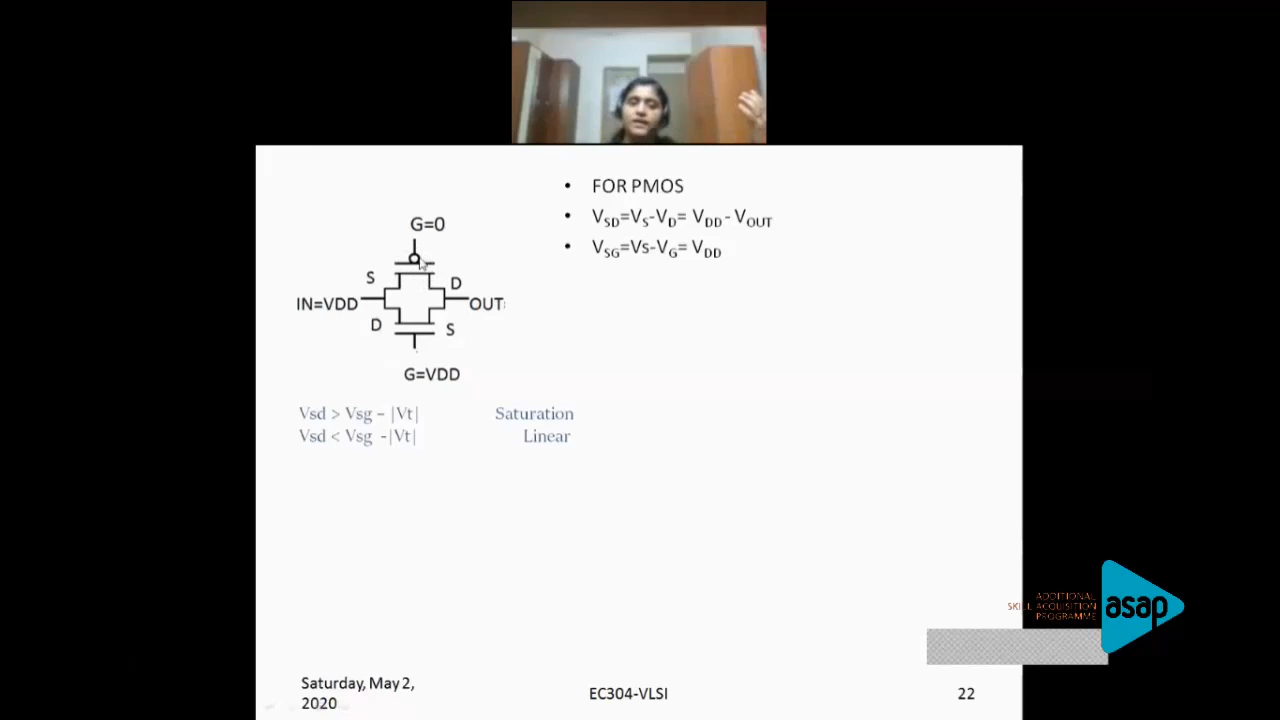 • FOR PMOS
• VSD=VS-VD= VDD - VOUT
• VSG=Vs-VG= VDD
G=0
S
D
IN=VDD
OUT
D
S
G=VDD
Vsd > Vsg – |Vt| Saturation
Vsd < Vsg -|Vt| Linear
ADDITIONAL
SKILL ACQUISITION
PROGRAMME
asap
Saturday, May 2,
2020
EC304-VLSI
22